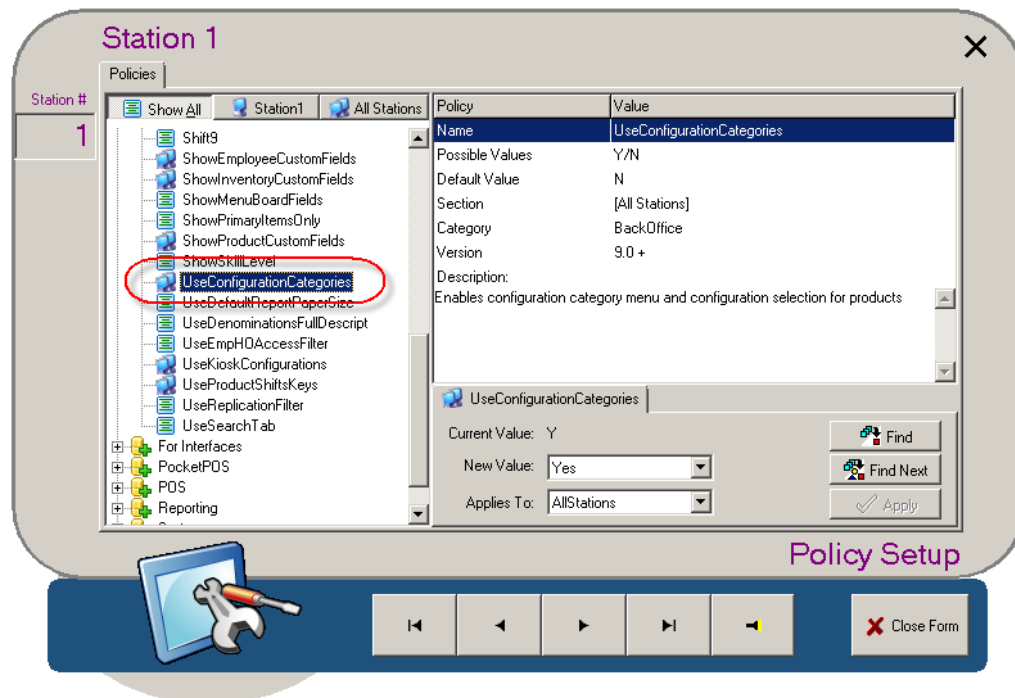 Station 1
Policies
Station #
1
Show All
Station1
All Stations
Shift9
ShowEmployeeCustomFields
ShowInventoryCustomFields
ShowMenuBoardFields
ShowPrimaryItemsOnly
ShowProductCustomFields
ShowSkillLevel
UseConfigurationCategories
UseDefaultReportPaperSize
UseDenominationsFullDescript
UseEmpHOAccessFilter
UseKioskConfigurations
UseProductShiftsKeys
UseReplicationFilter
UseSearchTab
For Interfaces
PocketPOS
POS
Reporting
Policy Value
Name UseConfigurationCategories
Possible Values Y/N
Default Value N
Section [All Stations]
Category BackOffice
Version 9.0 +
Description:
Enables configuration category menu and configuration selection for products
UseConfigurationCategories
Current Value: Y
New Value: Yes
Applies To: AllStations
Find
Find Next
Apply
Policy Setup
Close Form